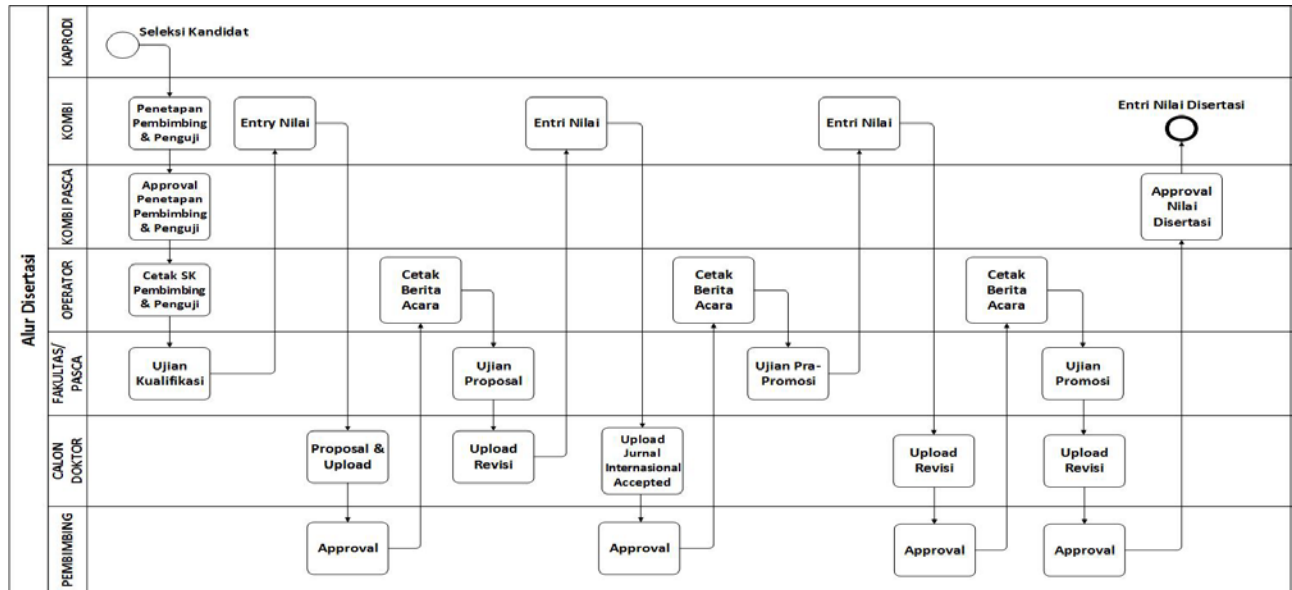 Alur Disertasi
KAPRODI
Seleksi Kandidat
KOMBI
Penetapan
Pembimbing
& Penguji
Entry Nilai
Entri Nilai
Entri Nilai
Entri Nilai Disertasi
KOMBI PASCA
Approval
Penetapan
Pembimbing
& Penguji
Approval
Nilai
Disertasi
OPERATOR
Cetak SK
Pembimbing
& Penguji
Cetak
Berita
Acara
Cetak
Berita
Acara
Cetak
Berita
Acara
FAKULTAS/
PASCA
Ujian
Kualifikasi
Ujian
Proposal
Ujian Pra-
Promosi
Ujian
Promosi
CALON
DOKTOR
Proposal &
Upload
Upload
Revisi
Upload
Jurnal
Internasional
Accepted
Upload
Revisi
Upload
Revisi
PEMBIMBING
Approval
Approval
Approval
Approval